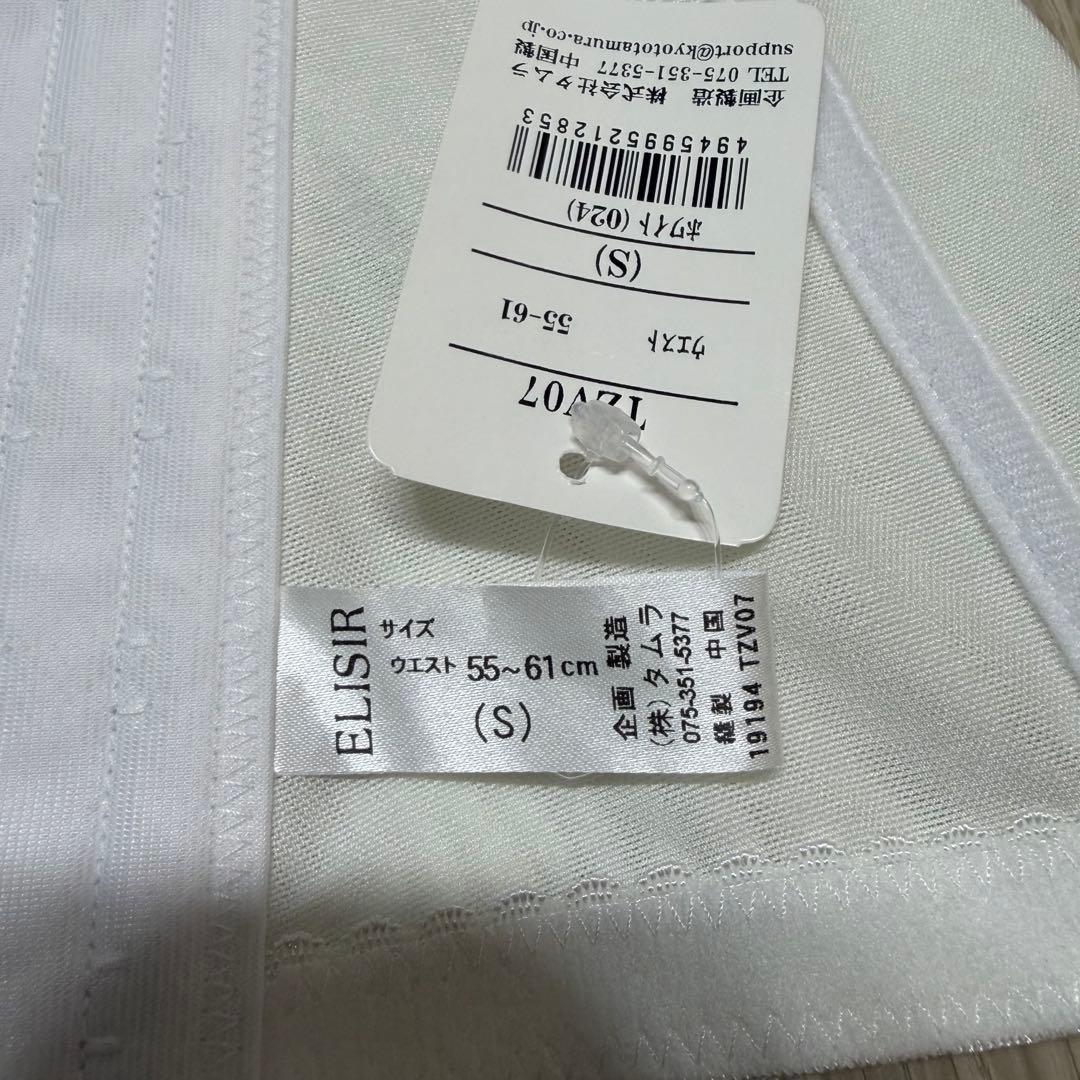 TZV07
ウエスト 55-61
(S)
ホワイト (024)
4945995212853
企画製造 株式会社タムラ
TEL 075-351-5377 中国製
support@kyototamura.co.jp
ELISIR
サイズ
ウエスト 55~61cm
(S)
企画 製造
(株)タムラ
075-351-5377
縫製 中国
19194 TZV07